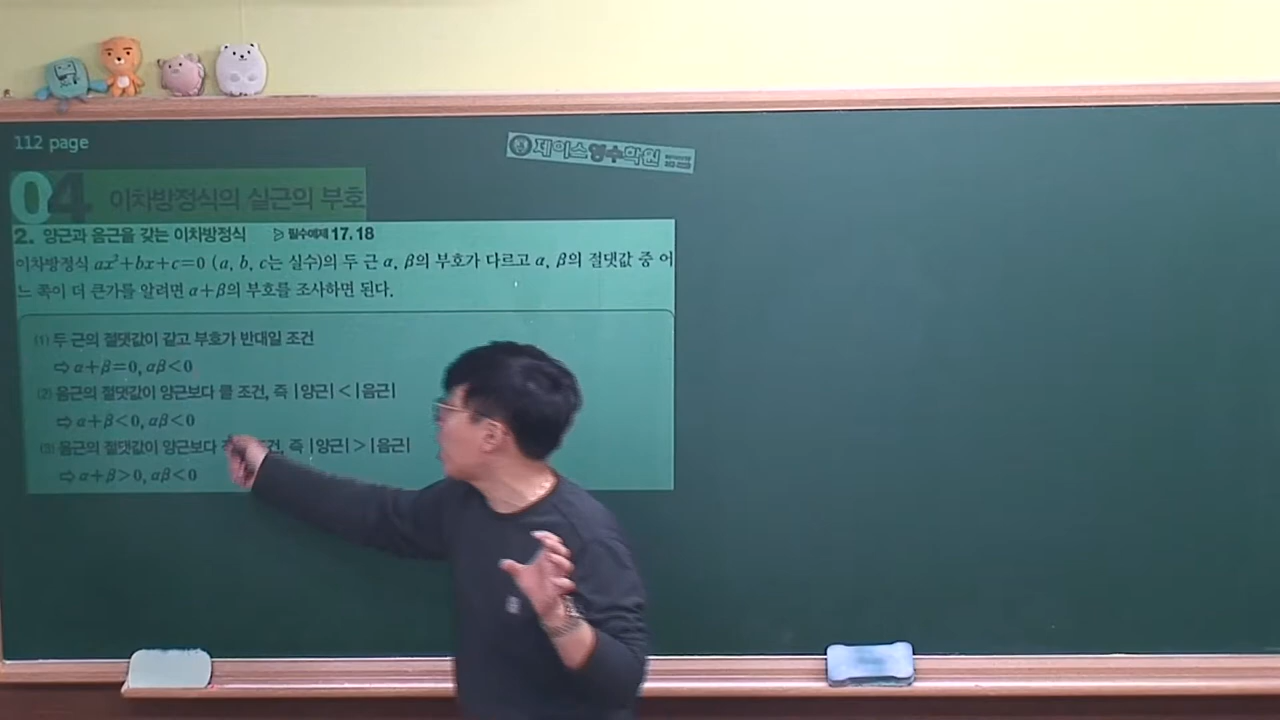 112 page
제이스영수학원
04 이차방정식의 실근의 부호
2. 양근과 음근을 갖는 이차방정식 ▷ 필수예제 17, 18
이차방정식 ax²+bx+c=0 (a, b, c는 실수)의 두 근 α, β의 부호가 다르고 α, β의 절댓값 중 어
느 쪽이 더 큰가를 알려면 α+β의 부호를 조사하면 된다.
(1) 두 근의 절댓값이 같고 부호가 반대일 조건
⇨ α+β=0, αβ<0
(2) 음근의 절댓값이 양근보다 클 조건, 즉 |양근|<|음근|
⇨ α+β<0, αβ<0
(3) 음근의 절댓값이 양근보다 조건, 즉 |양근|>|음근|
⇨ α+β>0, αβ<0